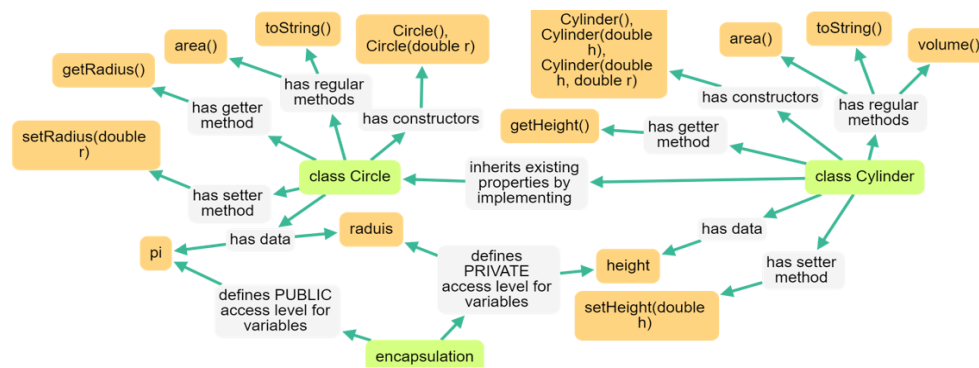 Circle(),
Circle(double r)
toString()
area()
getRadius()
has regular
methods
has getter
method
has constructors
setRadius(double
r)
has setter
method
class Circle
has data
pi
raduis
inherits existing
properties by
implementing
Cylinder(),
Cylinder(double
h),
Cylinder(double
h, double r)
toString()
area()
volume()
has constructors
has regular
methods
getHeight()
has getter
method
class Cylinder
has data
height
has setter
method
setHeight(double
h)
defines
PRIVATE
access level for
variables
defines PUBLIC
access level for
variables
encapsulation